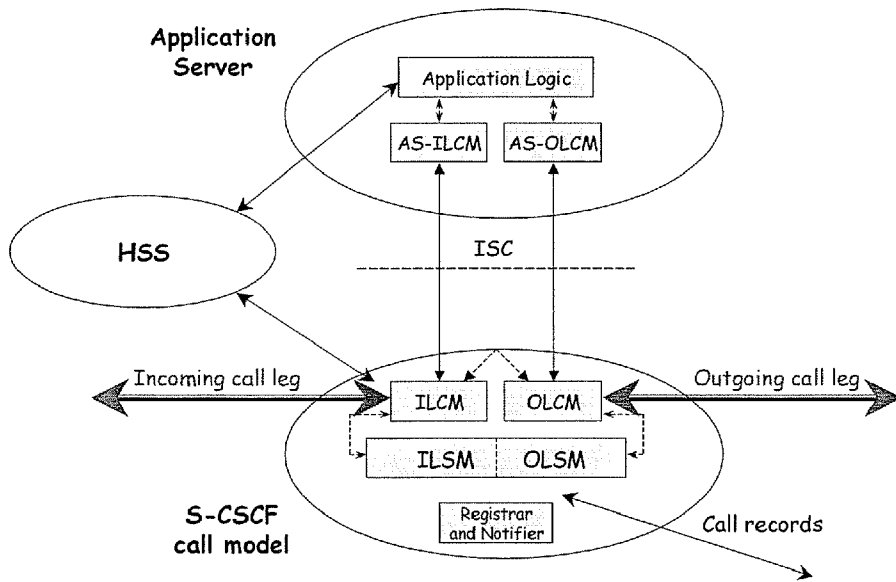 Application
Server
Application Logic
AS-ILCM
AS-OLCM
HSS
ISC
Incoming call leg
Outgoing call leg
ILCM
OLCM
ILSM
OLSM
S-CSCF
call model
Registrar
and Notifier
Call records